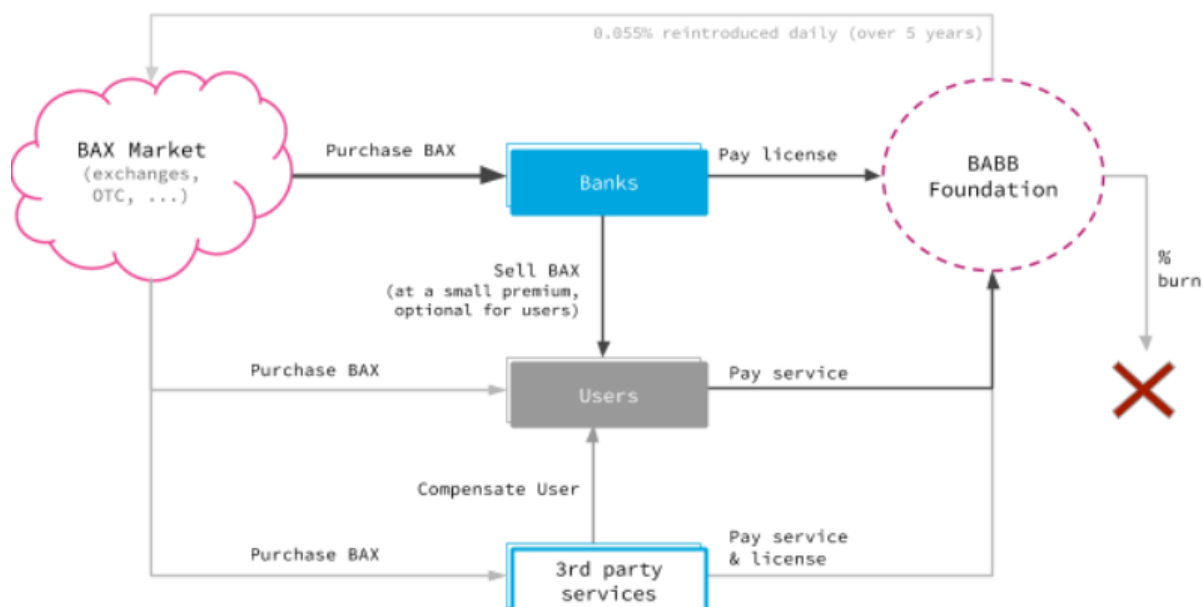 0.055% reintroduced daily (over 5 years)
BAX Market
(exchanges,
OTC, ...)
Purchase BAX
Banks
Pay license
BABB
Foundation
%
burn
Sell BAX
(at a small premium,
optional for users)
Purchase BAX
Users
Pay service
Compensate User
Purchase BAX
3rd party
services
Pay service
& license